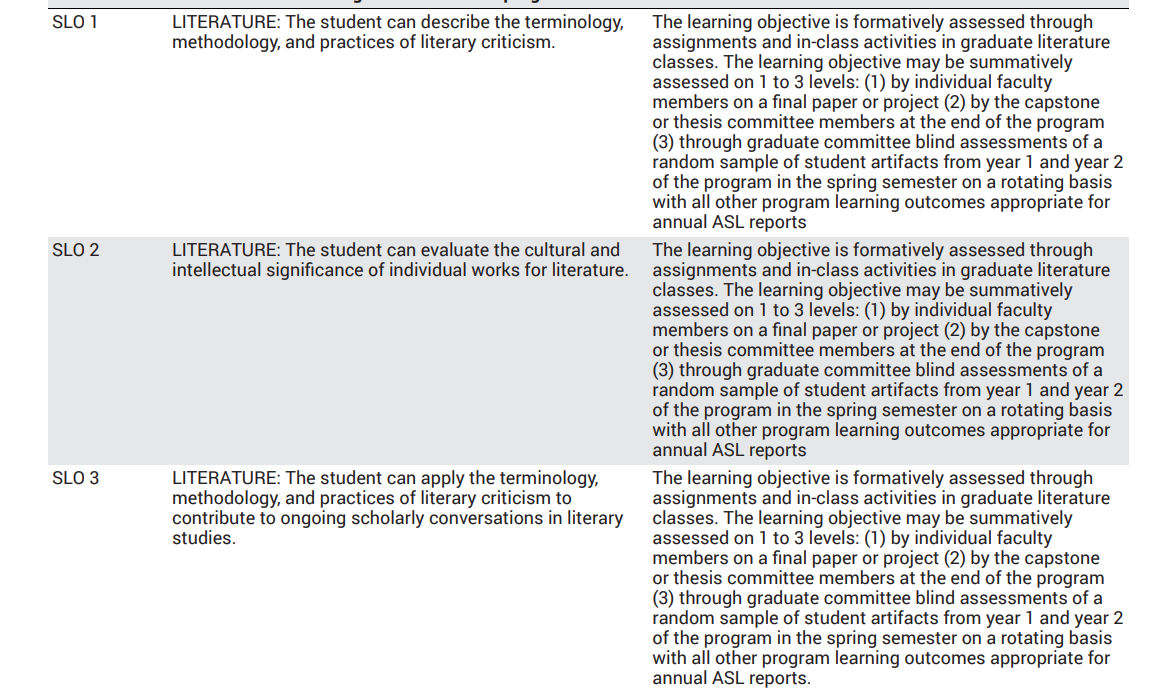 SLO 1
LITERATURE: The student can describe the terminology,
methodology, and practices of literary criticism.
The learning objective is formatively assessed through
assignments and in-class activities in graduate literature
classes. The learning objective may be summatively
assessed on 1 to 3 levels: (1) by individual faculty
members on a final paper or project (2) by the capstone
or thesis committee members at the end of the program
(3) through graduate committee blind assessments of a
random sample of student artifacts from year 1 and year 2
of the program in the spring semester on a rotating basis
with all other program learning outcomes appropriate for
annual ASL reports
SLO 2
LITERATURE: The student can evaluate the cultural and
intellectual significance of individual works for literature.
The learning objective is formatively assessed through
assignments and in-class activities in graduate literature
classes. The learning objective may be summatively
assessed on 1 to 3 levels: (1) by individual faculty
members on a final paper or project (2) by the capstone
or thesis committee members at the end of the program
(3) through graduate committee blind assessments of a
random sample of student artifacts from year 1 and year 2
of the program in the spring semester on a rotating basis
with all other program learning outcomes appropriate for
annual ASL reports
SLO 3
LITERATURE: The student can apply the terminology,
methodology, and practices of literary criticism to
contribute to ongoing scholarly conversations in literary
studies.
The learning objective is formatively assessed through
assignments and in-class activities in graduate literature
classes. The learning objective may be summatively
assessed on 1 to 3 levels: (1) by individual faculty
members on a final paper or project (2) by the capstone
or thesis committee members at the end of the program
(3) through graduate committee blind assessments of a
random sample of student artifacts from year 1 and year 2
of the program in the spring semester on a rotating basis
with all other program learning outcomes appropriate for
annual ASL reports.